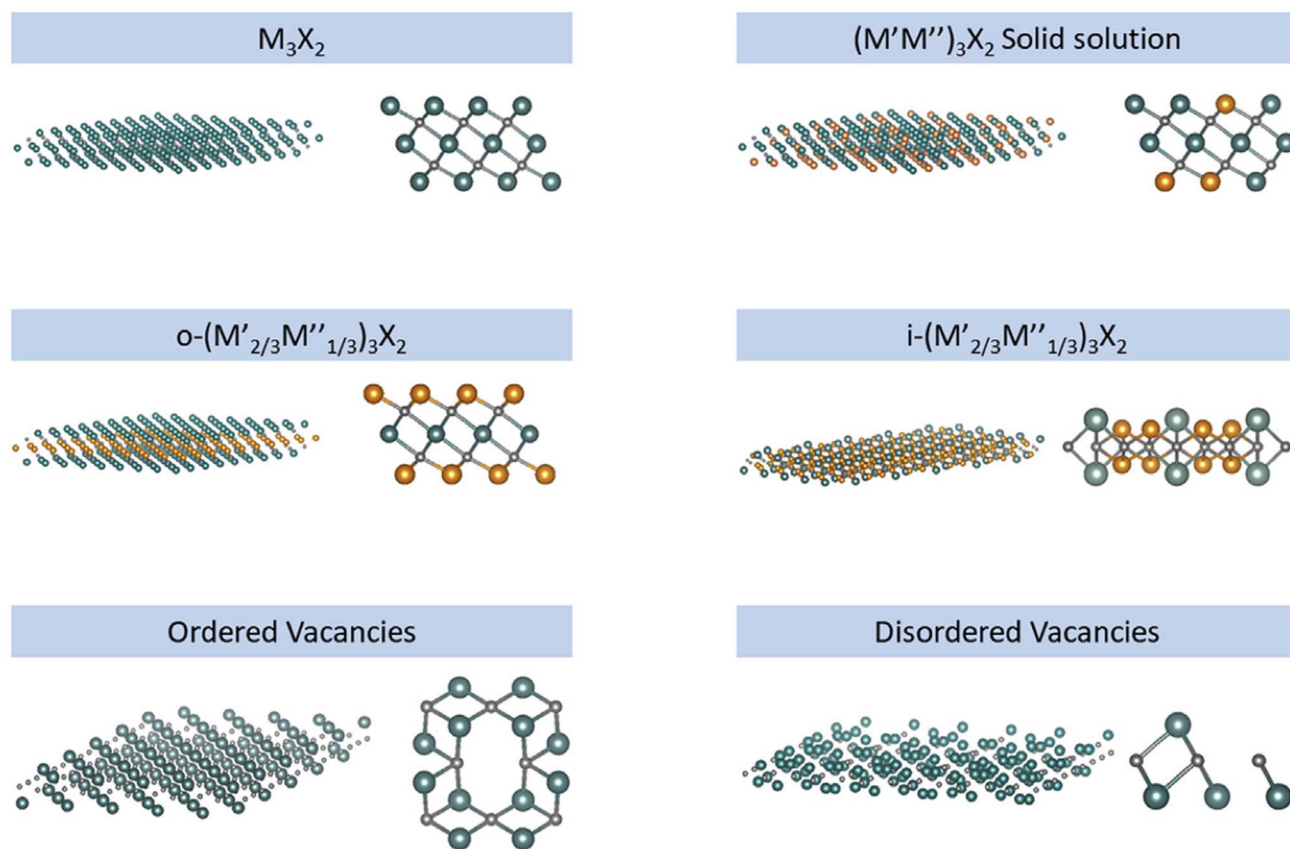 M₃X₂
(M’M’’)₃X₂ Solid solution
o-(M’₂/₃M’’₁/₃)₃X₂
i-(M’₂/₃M’’₁/₃)₃X₂
Ordered Vacancies
Disordered Vacancies